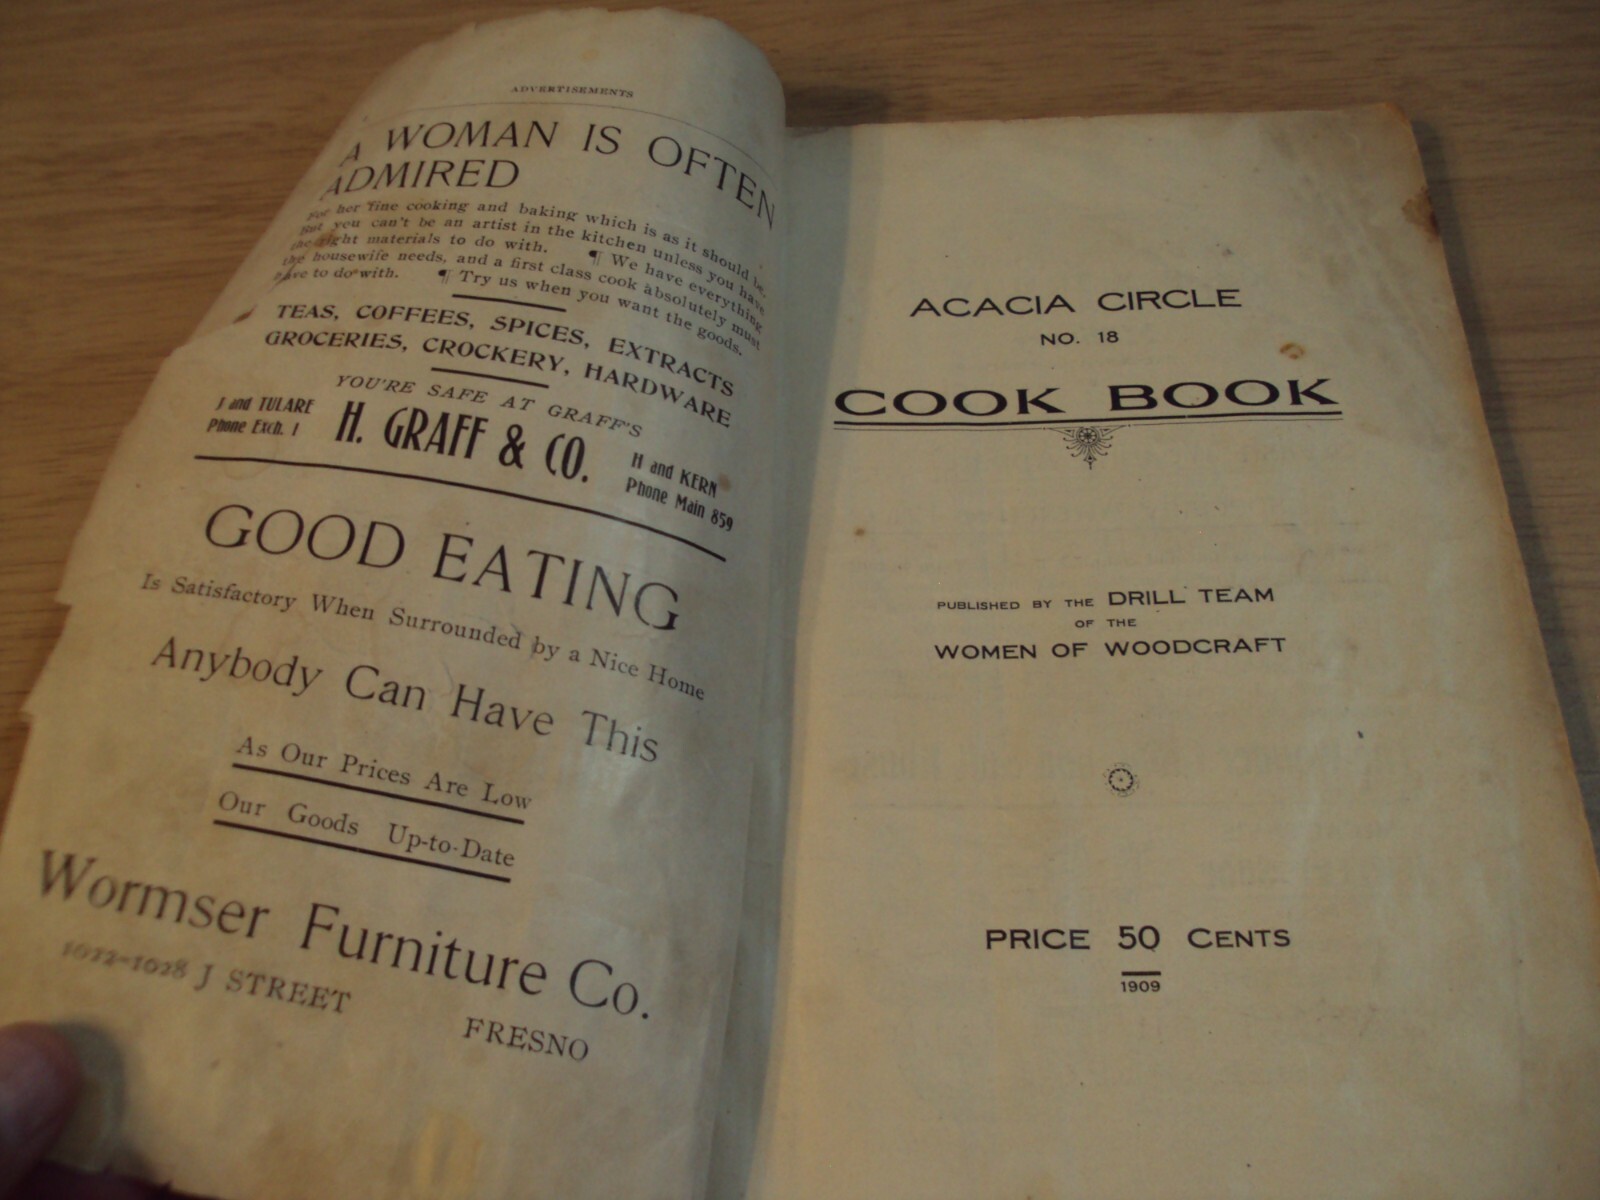 ADVERTISEMENTS
A WOMAN IS OFTEN
ADMIRED
For her fine cooking and baking which is as it should be.
But you can't be an artist in the kitchen unless you have
the right materials to do with. ¶ We have everything
the housewife needs, and a first class cook absolutely must
have to do with. ¶ Try us when you want the goods.
TEAS, COFFEES, SPICES, EXTRACTS
GROCERIES, CROCKERY, HARDWARE
YOU'RE SAFE AT GRAFF'S
J and TULARE
Phone Exch. 1
H. GRAFF & CO.
H and KERN
Phone Main 859
GOOD EATING
Is Satisfactory When Surrounded by a Nice Home
Anybody Can Have This
As Our Prices Are Low
Our Goods Up-to-Date
Wormser Furniture Co.
1022-1028 J STREET
FRESNO
ACACIA CIRCLE
NO. 18
COOK BOOK
PUBLISHED BY THE DRILL TEAM
OF THE
WOMEN OF WOODCRAFT
PRICE 50 CENTS
1909